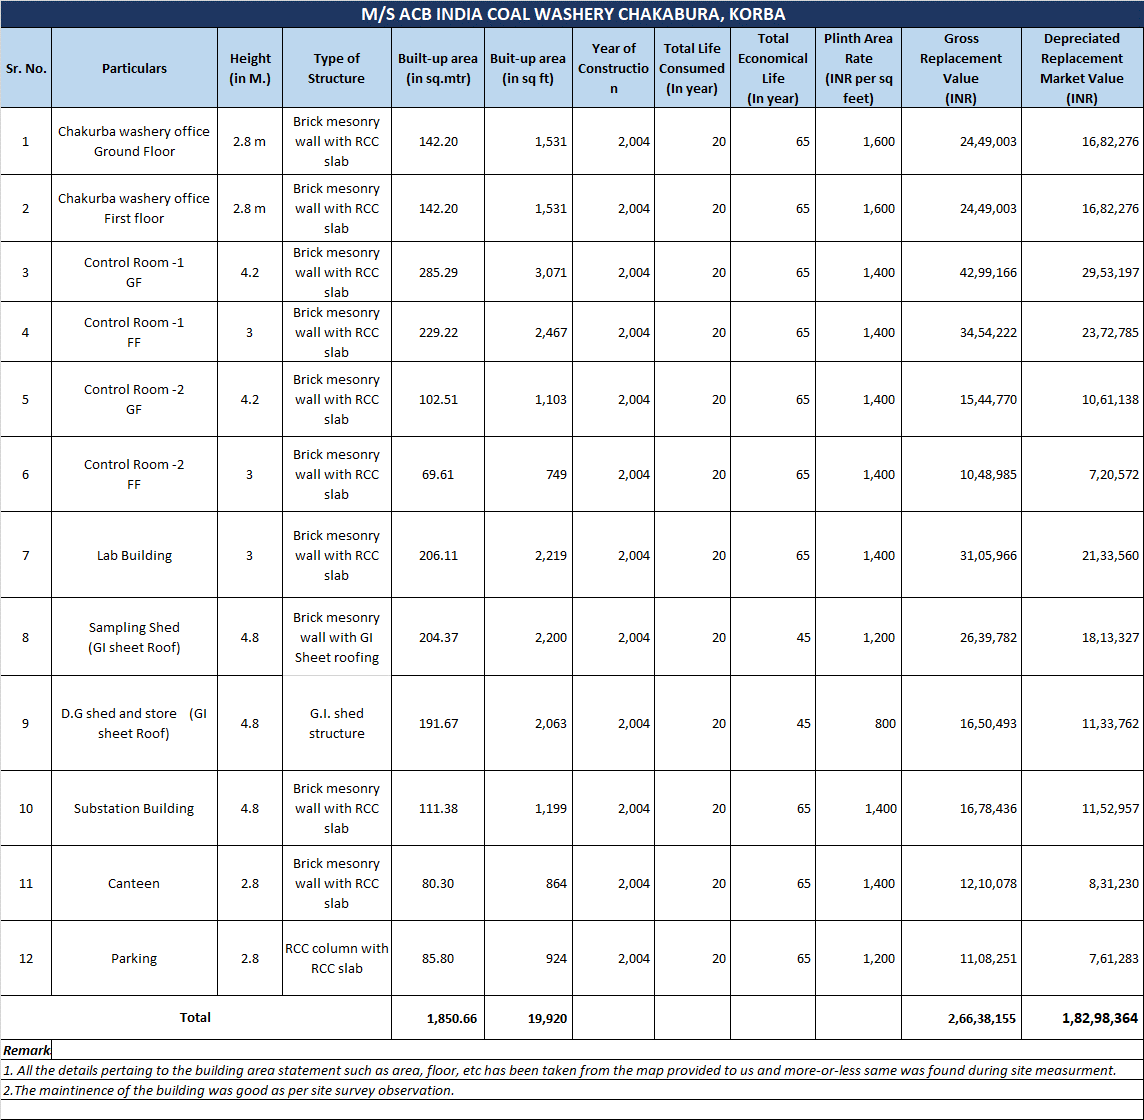 M/S ACB INDIA COAL WASHERY CHAKABURA, KORBA
Sr. No. Particulars Height (in M.) Type of Structure Built-up area (in sq.mtr) Buit-up area (in sq ft) Year of Constructio n Total Life Consumed (In year) Total Economical Life (In year) Plinth Area Rate (INR per sq feet) Gross Replacement Value (INR) Depreciated Replacement Market Value (INR)
1 Chakurba washery office Ground Floor 2.8 m Brick mesonry wall with RCC slab 142.20 1,531 2,004 20 65 1,600 24,49,003 16,82,276
2 Chakurba washery office First floor 2.8 m Brick mesonry wall with RCC slab 142.20 1,531 2,004 20 65 1,600 24,49,003 16,82,276
3 Control Room -1 GF 4.2 Brick mesonry wall with RCC slab 285.29 3,071 2,004 20 65 1,400 42,99,166 29,53,197
4 Control Room -1 FF 3 Brick mesonry wall with RCC slab 229.22 2,467 2,004 20 65 1,400 34,54,222 23,72,785
5 Control Room -2 GF 4.2 Brick mesonry wall with RCC slab 102.51 1,103 2,004 20 65 1,400 15,44,770 10,61,138
6 Control Room -2 FF 3 Brick mesonry wall with RCC slab 69.61 749 2,004 20 65 1,400 10,48,985 7,20,572
7 Lab Building 3 Brick mesonry wall with RCC slab 206.11 2,219 2,004 20 65 1,400 31,05,966 21,33,560
8 Sampling Shed (GI sheet Roof) 4.8 Brick mesonry wall with GI Sheet roofing 204.37 2,200 2,004 20 45 1,200 26,39,782 18,13,327
9 D.G shed and store (GI sheet Roof) 4.8 G.I. shed structure 191.67 2,063 2,004 20 45 800 16,50,493 11,33,762
10 Substation Building 4.8 Brick mesonry wall with RCC slab 111.38 1,199 2,004 20 65 1,400 16,78,436 11,52,957
11 Canteen 2.8 Brick mesonry wall with RCC slab 80.30 864 2,004 20 65 1,400 12,10,078 8,31,230
12 Parking 2.8 RCC column with RCC slab 85.80 924 2,004 20 65 1,200 11,08,251 7,61,283
Total 1,850.66 19,920 2,66,38,155 1,82,98,364
Remark
1. All the details pertaining to the building area statement such as area, floor, etc has been taken from the map provided to us and more-or-less same was found during site measurment.
2.The maintinence of the building was good as per site survey observation.